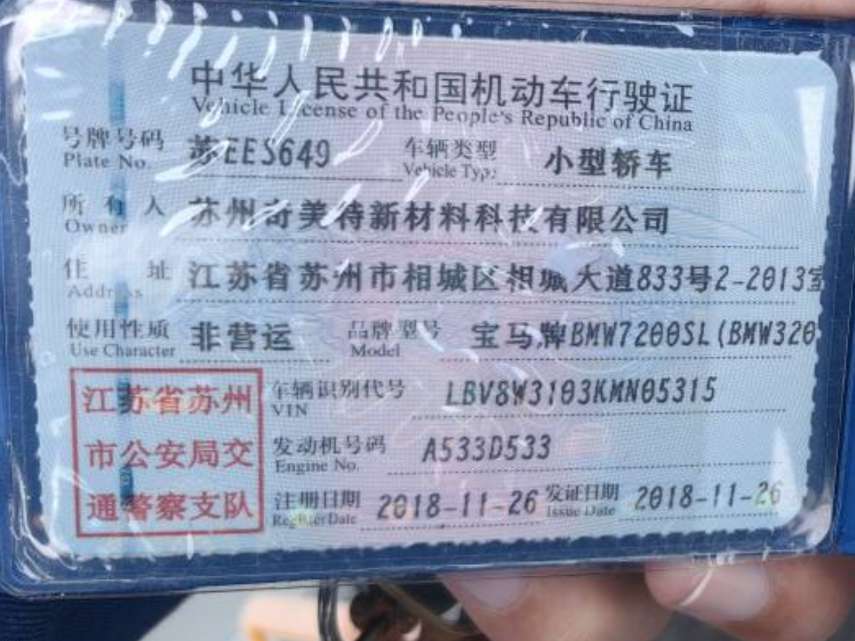 中华人民共和国机动车行驶证
Vehicle License of the People's Republic of China
号牌号码 苏EES649 车辆类型 小型轿车
Plate No. Vehicle Type
所有人 苏州奇美特新材料科技有限公司
Owner
住址 江苏省苏州市相城区相城大道833号2-2013室
Address
使用性质 非营运 品牌型号 宝马牌BMW7200SL(BMW320
Use Character Model
江苏省苏州 车辆识别代号 LBV8W3103KMN05315
VIN
市公安局交 发动机号码 A533D533
Engine No.
通警察支队 注册日期 2018-11-26 发证日期 2018-11-26
Register Date Issue Date